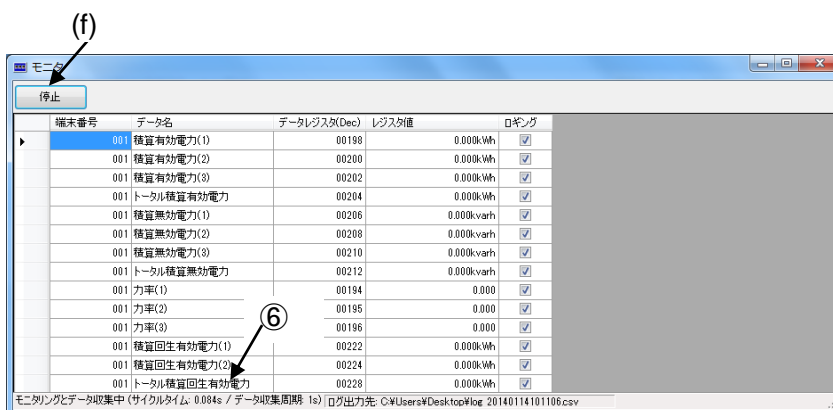 (f)
モニタ
停止
端末番号 データ名 データレジスタ(Dec) レジスタ値 ロギング
001 積算有効電力(1) 00198 0.000kWh
001 積算有効電力(2) 00200 0.000kWh
001 積算有効電力(3) 00202 0.000kWh
001 トータル積算有効電力 00204 0.000kWh
001 積算無効電力(1) 00206 0.000kvarh
001 積算無効電力(2) 00208 0.000kvarh
001 積算無効電力(3) 00210 0.000kvarh
001 トータル積算無効電力 00212 0.000kvarh
001 力率(1) 00194 0.000
001 力率(2) 00195 0.000
001 力率(3) 00196 0.000
⑥
001 積算回生有効電力(1) 00222 0.000kWh
001 積算回生有効電力(2) 00224 0.000kWh
001 トータル積算回生有効電力 00228 0.000kWh
モニタリングとデータ収集中 (サイクルタイム: 0.084s / データ収集周期: 1s) ログ出力先: C:¥Users¥Desktop¥log_20140114101106.csv